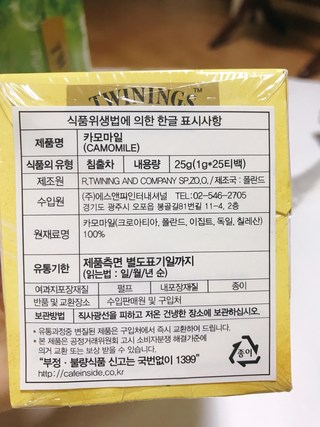 TWININGS™
식품위생법에 의한 한글 표시사항
제품명 카모마일
(CAMOMILE)
식품의 유형 침출차 내용량 25g(1g*25티백)
제조원 R,TWINING AND COMPANY SP,ZO,O, / 제조국 : 폴란드
수입원 (주)에스앤피인터내셔널 TEL:02-546-2705
경기도 광주시 오포읍 봉골길81번길 11-4, 2층
원재료명 카모마일(크로아티아, 폴란드, 이집트, 독일, 칠레산)
100%
유통기한 제품측면 별도표기일까지
(읽는법 : 일/월/년 순)
여과지포장재질 펄프 내포장재질 종이
반품 및 교환장소 수입판매원 및 구입처
보관방법 직사광선을 피하고 저온 건냉한 장소에 보관하십시오.
* 유통과정중 변질된 제품은 구입처에서 즉시 교환하여 드립니다.
* 본 제품은 공정거래위원회 고시 소비자분쟁 해결기준에
의거 교환 또는 보상 받을 수 있습니다.
"부정 · 불량식품 신고는 국번없이 1399"
http://cafeinside.co.kr
종이